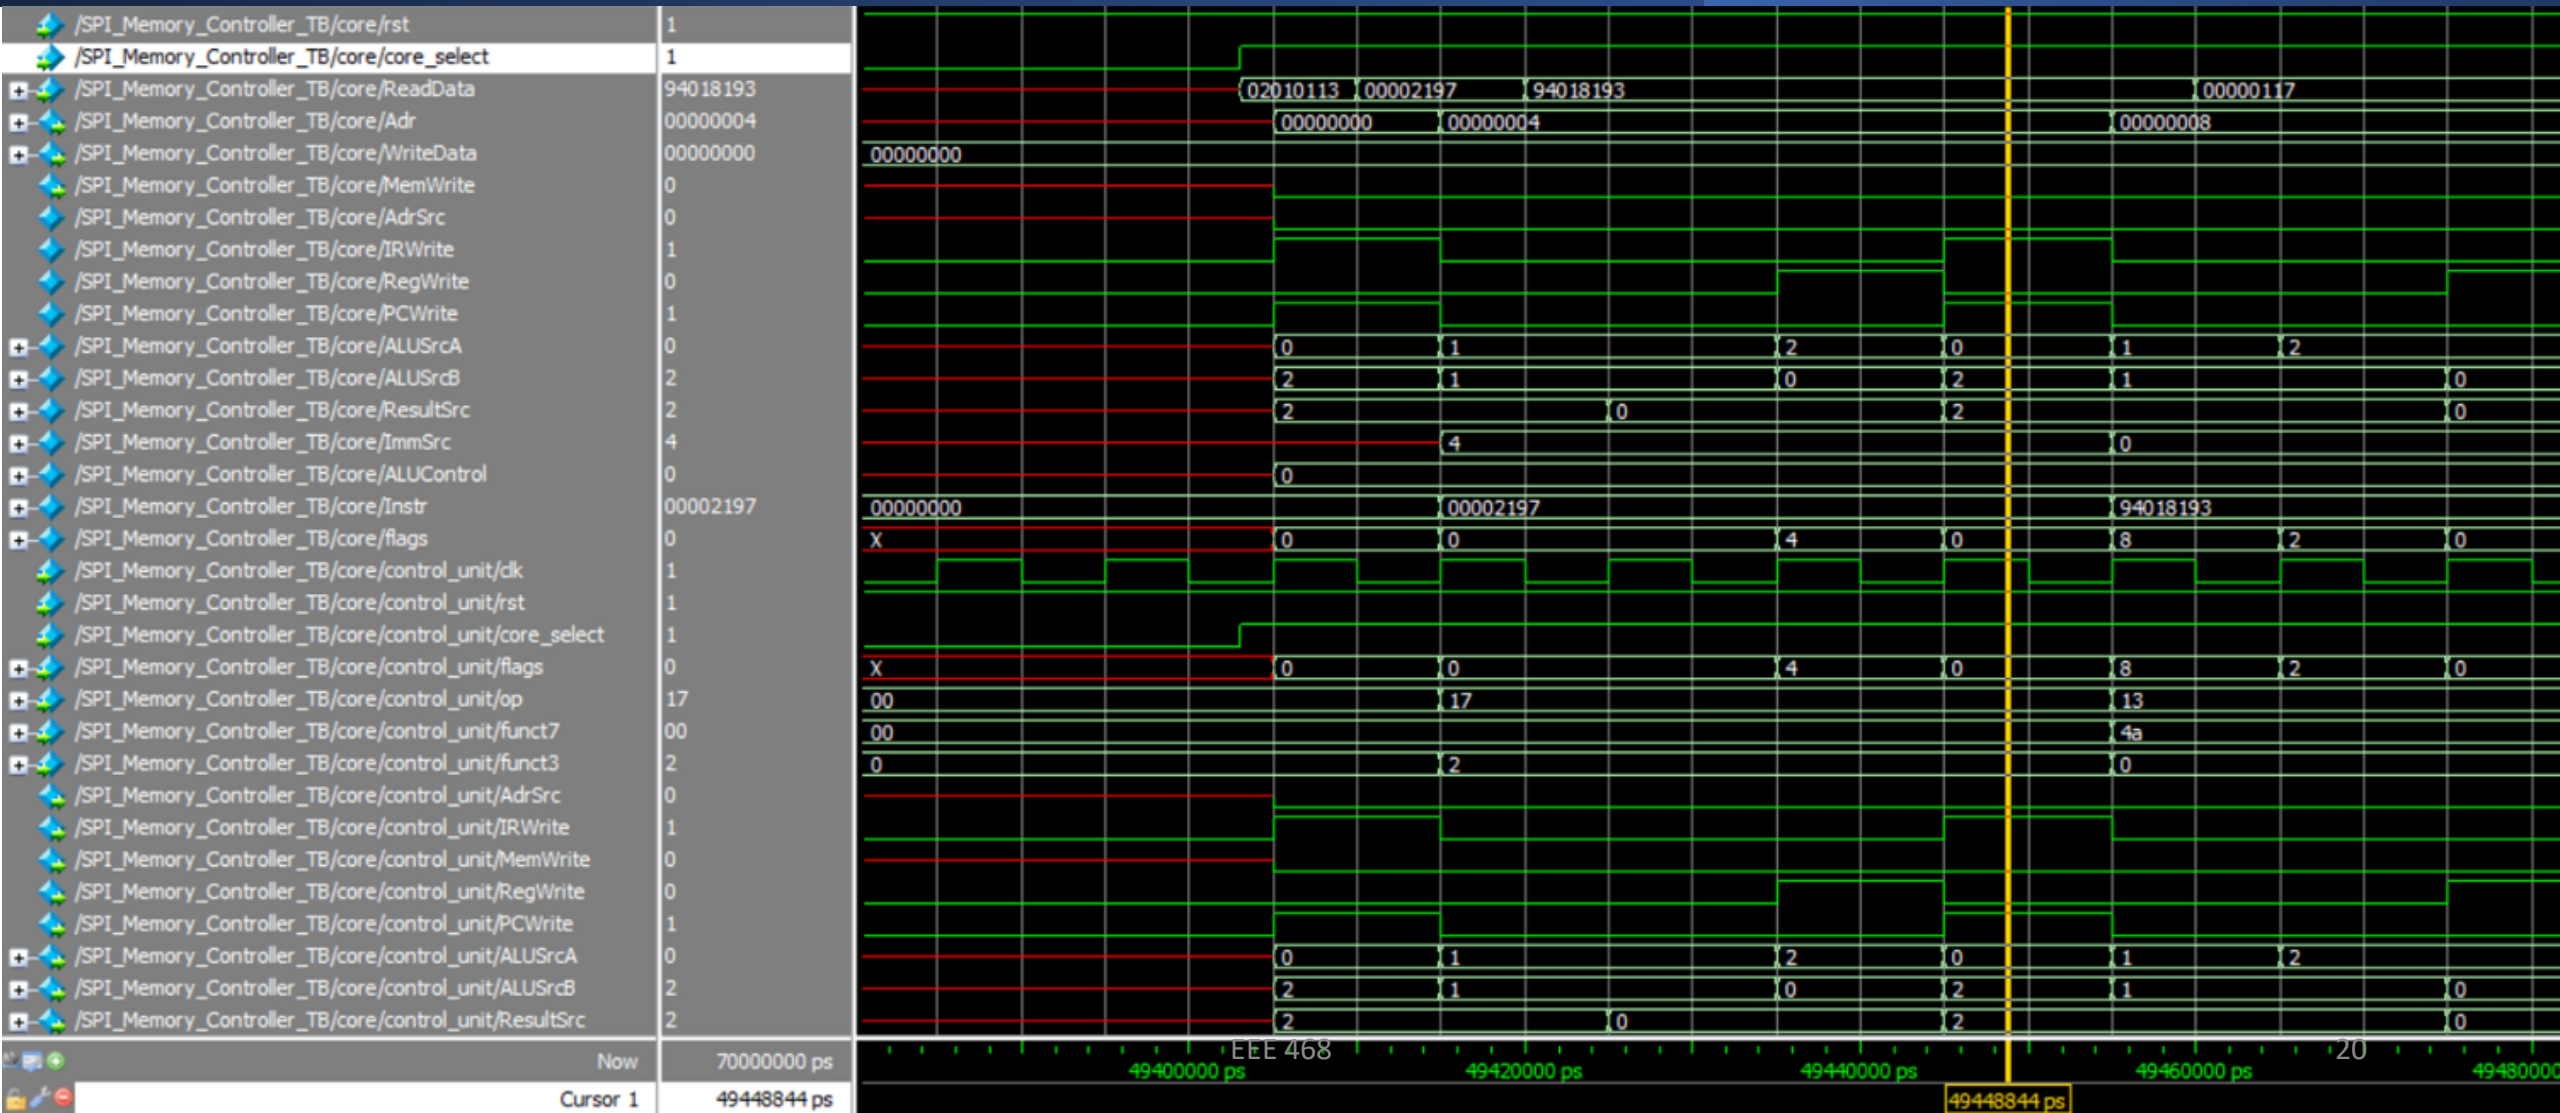 /SPI_Memory_Controller_TB/core/rst 1
/SPI_Memory_Controller_TB/core/core_select 1
/SPI_Memory_Controller_TB/core/ReadData 94018193 02010113 00002197 94018193 00000117
/SPI_Memory_Controller_TB/core/Adr 00000004 00000000 00000004 00000008
/SPI_Memory_Controller_TB/core/WriteData 00000000 00000000
/SPI_Memory_Controller_TB/core/MemWrite 0
/SPI_Memory_Controller_TB/core/AdrSrc 0
/SPI_Memory_Controller_TB/core/IRWrite 1
/SPI_Memory_Controller_TB/core/RegWrite 0
/SPI_Memory_Controller_TB/core/PCWrite 1
/SPI_Memory_Controller_TB/core/ALUSrcA 0 0 1 2 0 1 2
/SPI_Memory_Controller_TB/core/ALUSrcB 2 2 1 0 2 1 0
/SPI_Memory_Controller_TB/core/ResultSrc 2 2 0 2 0
/SPI_Memory_Controller_TB/core/ImmSrc 4 4 0
/SPI_Memory_Controller_TB/core/ALUControl 0 0
/SPI_Memory_Controller_TB/core/Instr 00002197 00000000 00002197 94018193
/SPI_Memory_Controller_TB/core/flags 0 X 0 0 4 0 8 2 0
/SPI_Memory_Controller_TB/core/control_unit/clk 1
/SPI_Memory_Controller_TB/core/control_unit/rst 1
/SPI_Memory_Controller_TB/core/control_unit/core_select 1
/SPI_Memory_Controller_TB/core/control_unit/flags 0 X 0 0 4 0 8 2 0
/SPI_Memory_Controller_TB/core/control_unit/op 17 00 17 13
/SPI_Memory_Controller_TB/core/control_unit/funct7 00 00 4a
/SPI_Memory_Controller_TB/core/control_unit/funct3 2 0 2 0
/SPI_Memory_Controller_TB/core/control_unit/AdrSrc 0
/SPI_Memory_Controller_TB/core/control_unit/IRWrite 1
/SPI_Memory_Controller_TB/core/control_unit/MemWrite 0
/SPI_Memory_Controller_TB/core/control_unit/RegWrite 0
/SPI_Memory_Controller_TB/core/control_unit/PCWrite 1
/SPI_Memory_Controller_TB/core/control_unit/ALUSrcA 0 0 1 2 0 1 2
/SPI_Memory_Controller_TB/core/control_unit/ALUSrcB 2 2 1 0 2 1 0
/SPI_Memory_Controller_TB/core/control_unit/ResultSrc 2 2 0 2 0
EEE 468 20
Now 70000000 ps 49400000 ps 49420000 ps 49440000 ps 49460000 ps 49480000
Cursor 1 49448844 ps 49448844 ps